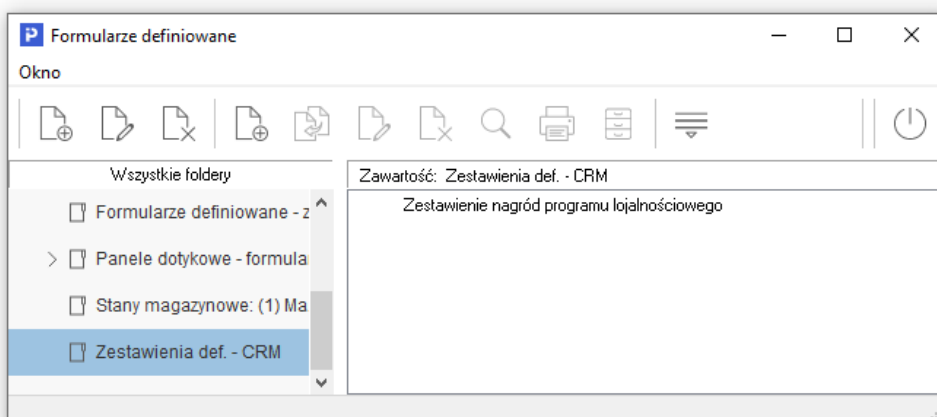 Formularze definiowane
Okno
Wszystkie foldery
Zawartość: Zestawienia def. - CRM
Formularze definiowane - z
Panele dotykowe - formula
Stany magazynowe: (1) Ma
Zestawienia def. - CRM
Zestawienie nagród programu lojalnościowego